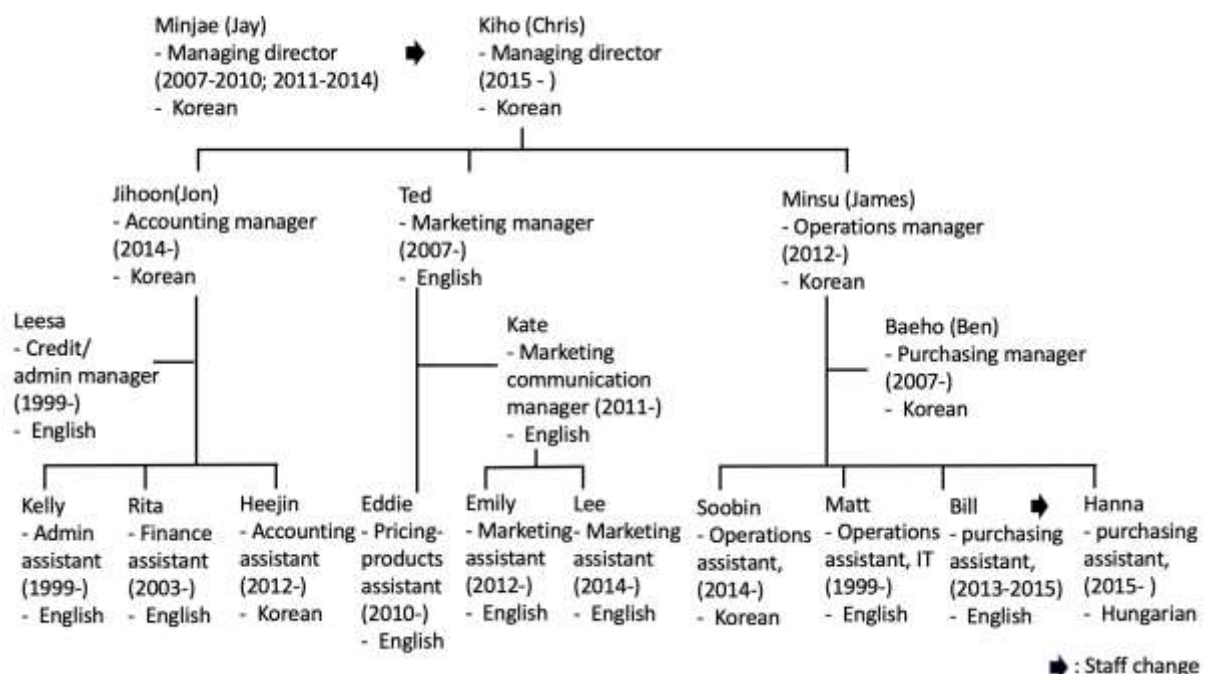 Minjae (Jay)
- Managing director
(2007-2010; 2011-2014)
- Korean
Kiho (Chris)
- Managing director
(2015 - )
- Korean
Jihoon(Jon)
- Accounting manager
(2014-)
- Korean
Ted
- Marketing manager
(2007-)
- English
Minsu (James)
- Operations manager
(2012-)
- Korean
Leesa
- Credit/
admin manager
(1999-)
- English
Kate
- Marketing
communication
manager (2011-)
- English
Baeho (Ben)
- Purchasing manager
(2007-)
- Korean
Kelly
- Admin
assistant
(1999-)
- English
Rita
- Finance
assistant
(2003-)
- English
Heejin
- Accounting
assistant
(2012-)
- Korean
Eddie
- Pricing-
products
assistant
(2010-)
- English
Emily
- Marketing
assistant
(2012-)
- English
Lee
- Marketing
assistant
(2014-)
- English
Soobin
- Operations
assistant,
(2014-)
- Korean
Matt
- Operations
assistant, IT
(1999-)
- English
Bill
- purchasing
assistant,
(2013-2015)
- English
Hanna
- purchasing
assistant,
(2015- )
- Hungarian
: Staff change